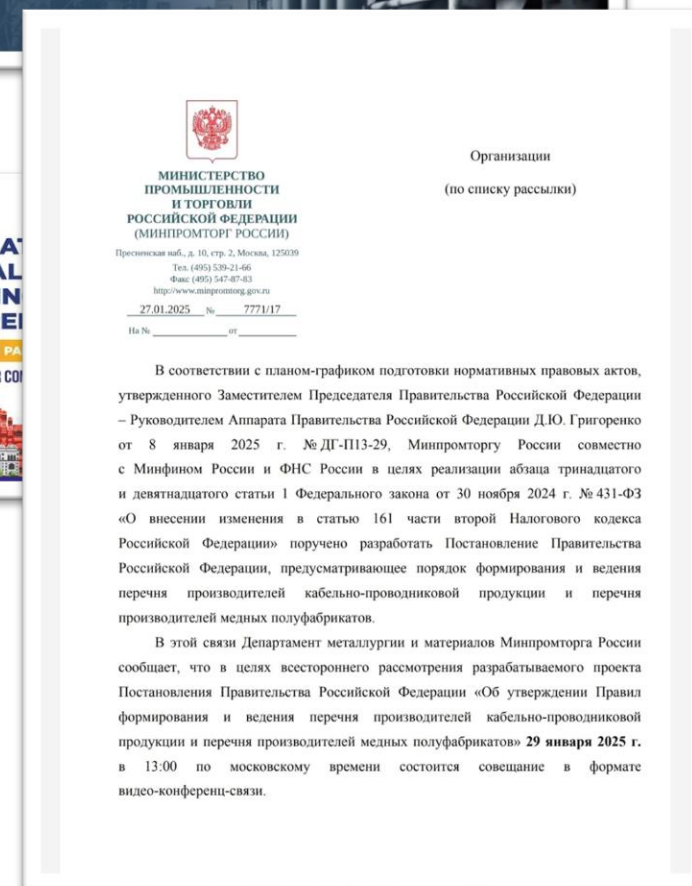 Организации
(по списку рассылки)
МИНИСТЕРСТВО
ПРОМЫШЛЕННОСТИ
И ТОРГОВЛИ
РОССИЙСКОЙ ФЕДЕРАЦИИ
(МИНПРОМТОРГ РОССИИ)
Пресненская наб., д. 10, стр. 2, Москва, 125039
Тел. (495) 539-21-66
Факс (495) 547-87-83
http://www.minpromtorg.gov.ru
27.01.2025 № 7771/17
На № от
В соответствии с планом-графиком подготовки нормативных правовых актов,
утвержденного Заместителем Председателя Правительства Российской Федерации
– Руководителем Аппарата Правительства Российской Федерации Д.Ю. Григоренко
от 8 января 2025 г. № ДГ-П13-29, Минпромторгу России совместно
с Минфином России и ФНС России в целях реализации абзаца тринадцатого
и девятнадцатого статьи 1 Федерального закона от 30 ноября 2024 г. № 431-ФЗ
«О внесении изменения в статью 161 части второй Налогового кодекса
Российской Федерации» поручено разработать Постановление Правительства
Российской Федерации, предусматривающее порядок формирования и ведения
перечня производителей кабельно-проводниковой продукции и перечня
производителей медных полуфабрикатов.
В этой связи Департамент металлургии и материалов Минпромторга России
сообщает, что в целях всестороннего рассмотрения разрабатываемого проекта
Постановления Правительства Российской Федерации «Об утверждении Правил
формирования и ведения перечня производителей кабельно-проводниковой
продукции и перечня производителей медных полуфабрикатов» 29 января 2025 г.
в 13:00 по московскому времени состоится совещание в формате
видео-конференц-связи.
PA